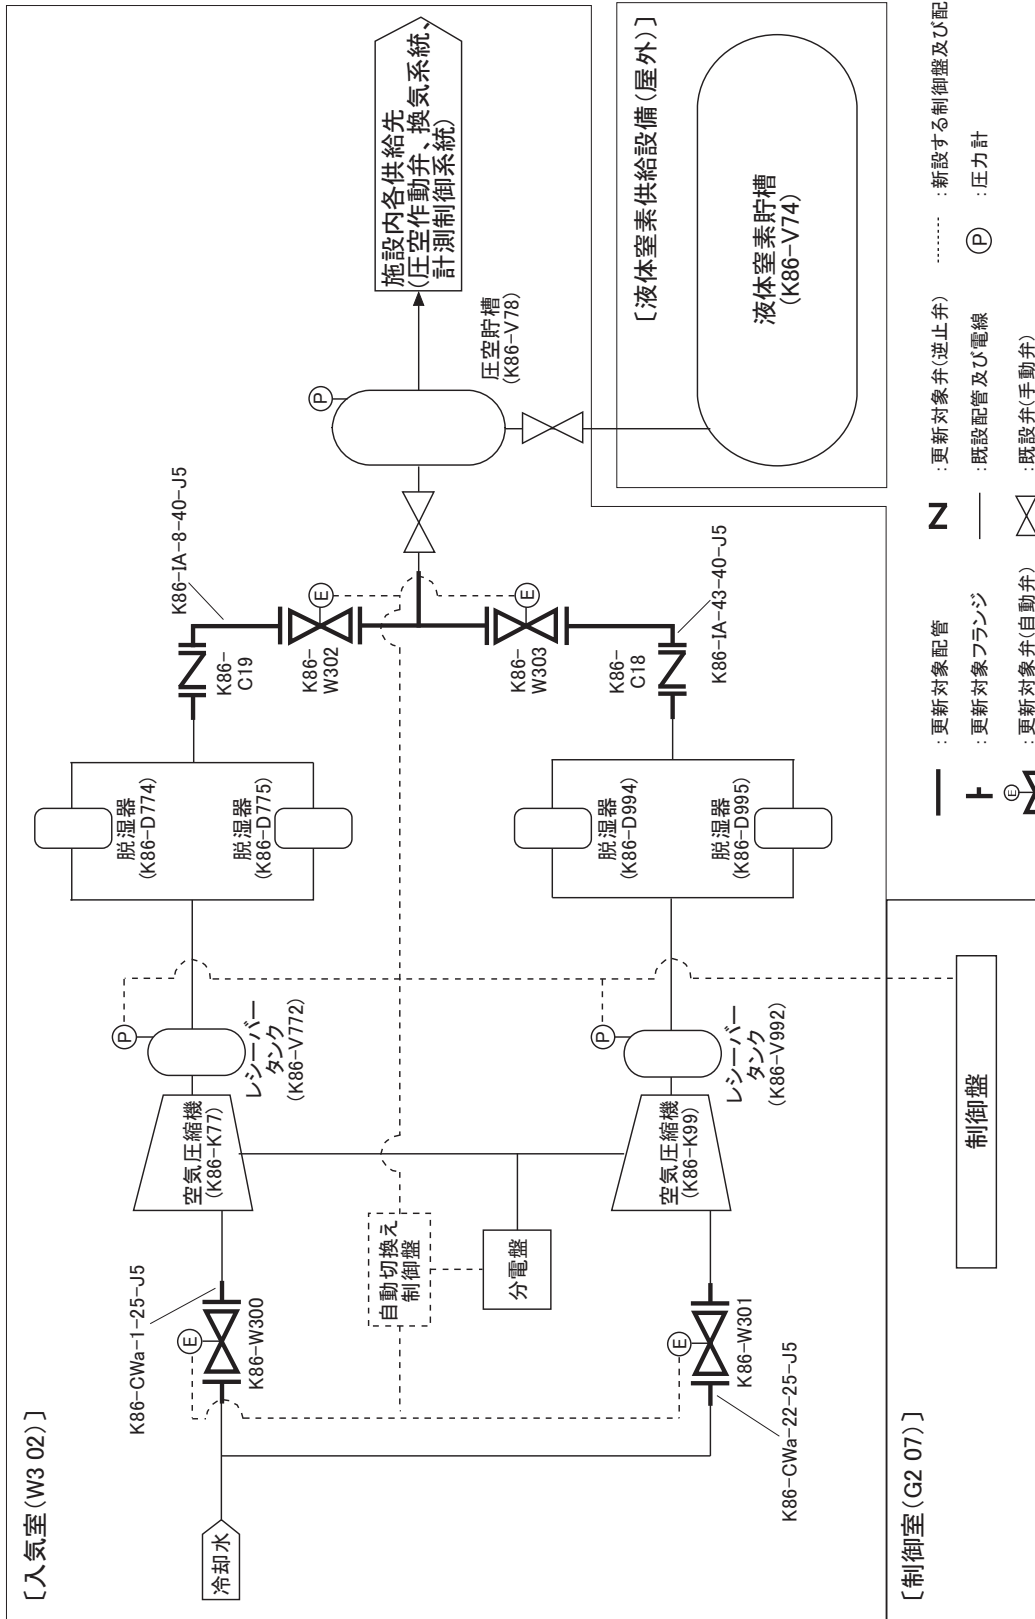 [入気室(W3 02)]
冷却水
K86-CWa-1-25-J5
E
K86-W300
E
K86-W301
K86-CWa-22-25-J5
自動切換え
制御盤
分電盤
空気圧縮機
(K86-K77)
空気圧縮機
(K86-K99)
P
レシーバー
タンク
(K86-V772)
P
レシーバー
タンク
(K86-V992)
脱湿器
(K86-D774)
脱湿器
(K86-D775)
脱湿器
(K86-D994)
脱湿器
(K86-D995)
K86-
C19
K86-
W302
E
K86-
W303
E
K86-
C18
K86-IA-8-40-J5
K86-IA-43-40-J5
P
圧空貯槽
(K86-V78)
施設内各供給先
(圧空作動弁、換気系統、
計測制御系統)
[液体窒素供給設備(屋外)]
液体窒素貯槽
(K86-V74)
[制御室(G2 07)]
制御盤
:更新対象配管
:更新対象弁(逆止弁)
:新設する制御盤及び配
:更新対象フランジ
:既設配管及び電線
P
:圧力計
E
:更新対象弁(自動弁)
:既設弁(手動弁)